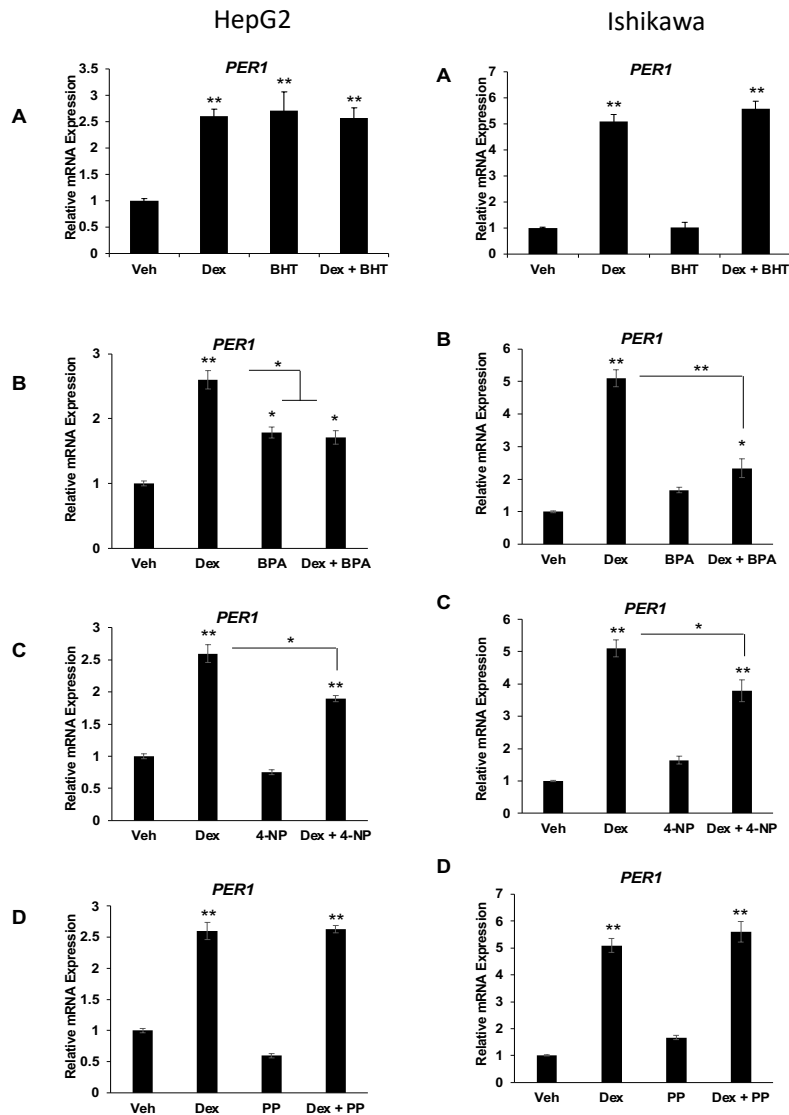 HepG2
Ishikawa
A
PER1
Relative mRNA Expression
3.5
3
2.5
2
1.5
1
0.5
0
**
**
**
Veh Dex BHT Dex + BHT
B
PER1
Relative mRNA Expression
3
2
1
0
**
*
*
*
Veh Dex BPA Dex + BPA
C
PER1
Relative mRNA Expression
3
2.5
2
1.5
1
0.5
0
**
*
**
Veh Dex 4-NP Dex + 4-NP
D
PER1
Relative mRNA Expression
3
2.5
2
1.5
1
0.5
0
**
**
Veh Dex PP Dex + PP
A
PER1
Relative mRNA Expression
7
6
5
4
3
2
1
0
**
**
Veh Dex BHT Dex + BHT
B
PER1
Relative mRNA Expression
6
5
4
3
2
1
0
**
**
*
Veh Dex BPA Dex + BPA
C
PER1
Relative mRNA Expression
6
5
4
3
2
1
0
**
*
**
Veh Dex 4-NP Dex + 4-NP
D
PER1
Relative mRNA Expression
7
6
5
4
3
2
1
0
**
**
Veh Dex PP Dex + PP